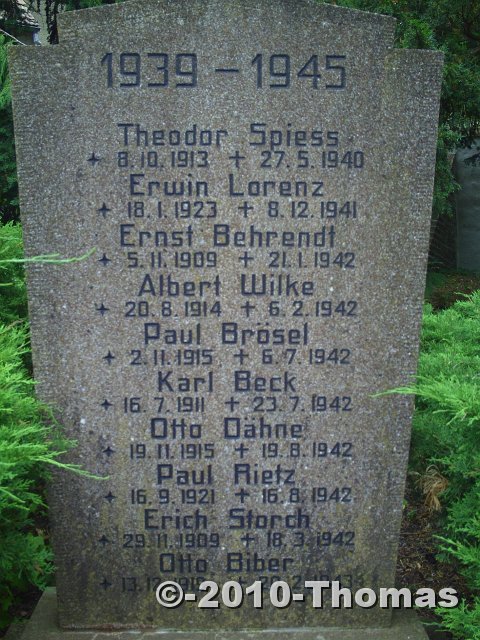 1939 – 1945
Theodor Spiess
✦ 8.10.1913 ✝ 27.5.1940
Erwin Lorenz
✦ 18.1.1923 ✝ 8.12.1941
Ernst Behrendt
✦ 5.11.1909 ✝ 21.1.1942
Albert Wilke
✦ 20.8.1914 ✝ 6.2.1942
Paul Brösel
✦ 2.11.1915 ✝ 6.7.1942
Karl Beck
✦ 16.7.1911 ✝ 23.7.1942
Otto Dähne
✦ 19.11.1915 ✝ 19.8.1942
Paul Rietz
✦ 16.9.1921 ✝ 16.8.1942
Erich Storch
✦ 29.11.1909 ✝ 18.3.1942
Otto Biber
©-2010-Thomas